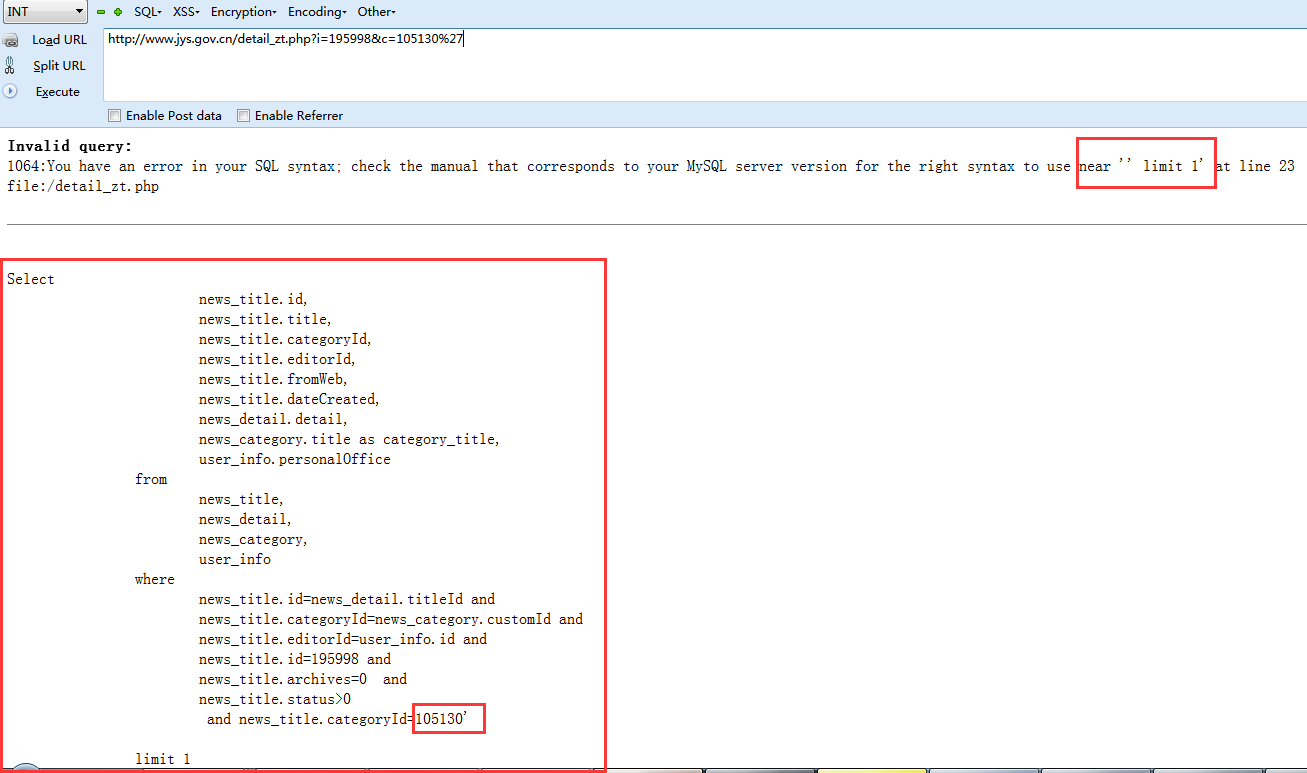 INT SQL- XSS- Encryption- Encoding- Other-
Load URL http://www.jys.gov.cn/detail_zt.php?i=195998&c=105130%27
Split URL
Execute
Enable Post data Enable Referrer
Invalid query:
1064:You have an error in your SQL syntax; check the manual that corresponds to your MySQL server version for the right syntax to use near '' limit 1' at line 23
file:/detail_zt.php
Select
news_title.id,
news_title.title,
news_title.categoryId,
news_title.editorId,
news_title.fromWeb,
news_title.dateCreated,
news_detail.detail,
news_category.title as category_title,
user_info.personalOffice
from
news_title,
news_detail,
news_category,
user_info
where
news_title.id=news_detail.titleId and
news_title.categoryId=news_category.customId and
news_title.editorId=user_info.id and
news_title.id=195998 and
news_title.archives=0 and
news_title.status>0
and news_title.categoryId=105130'
limit 1